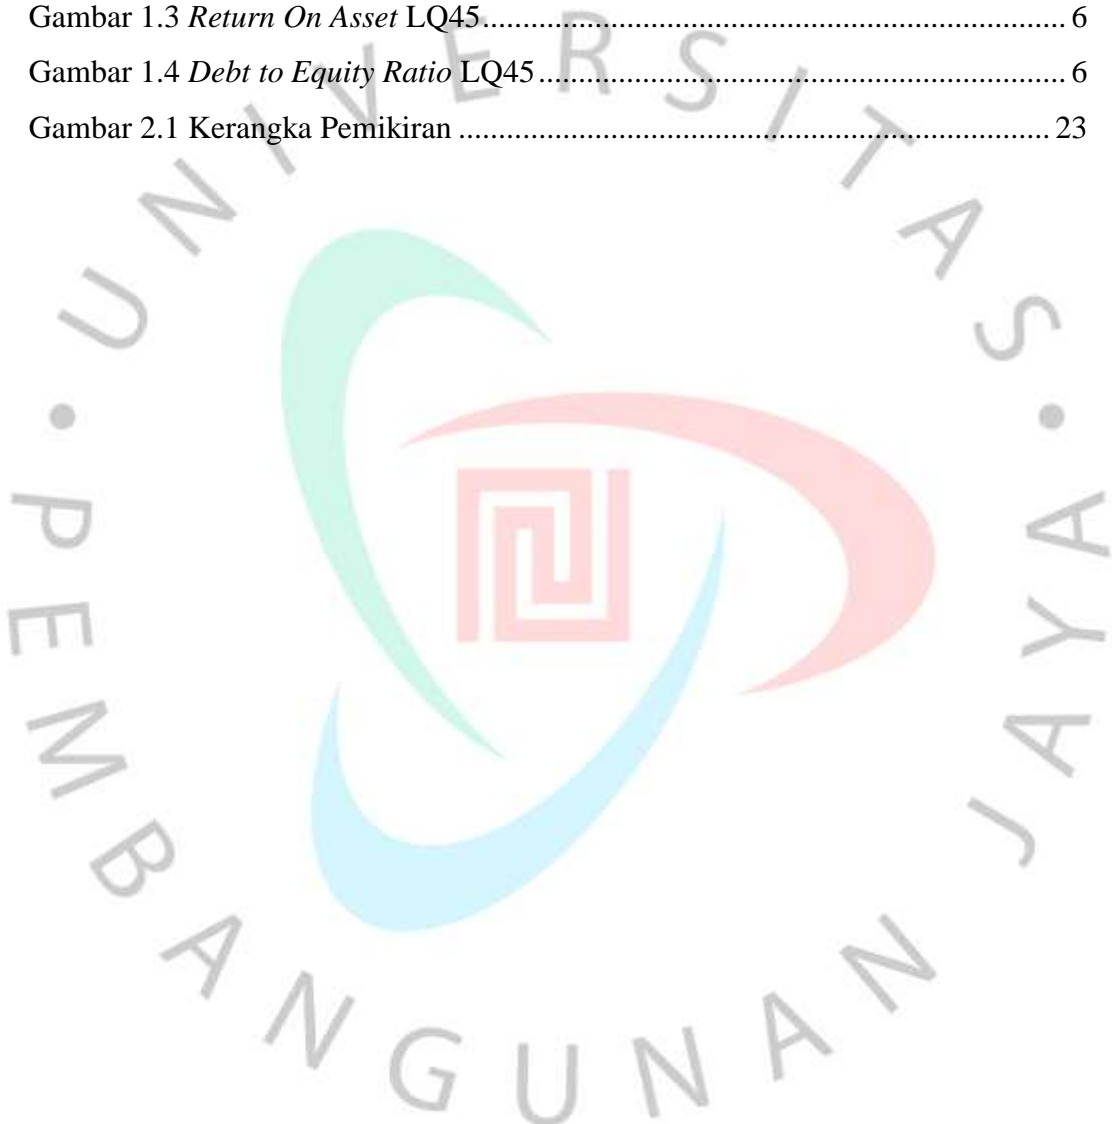 Gambar 1.3 Return On Asset LQ45.......................................................................... 6
Gambar 1.4 Debt to Equity Ratio LQ45................................................................... 6
Gambar 2.1 Kerangka Pemikiran ........................................................................... 23
UNIVERSITAS • PEMBANGUNAN JAYA •